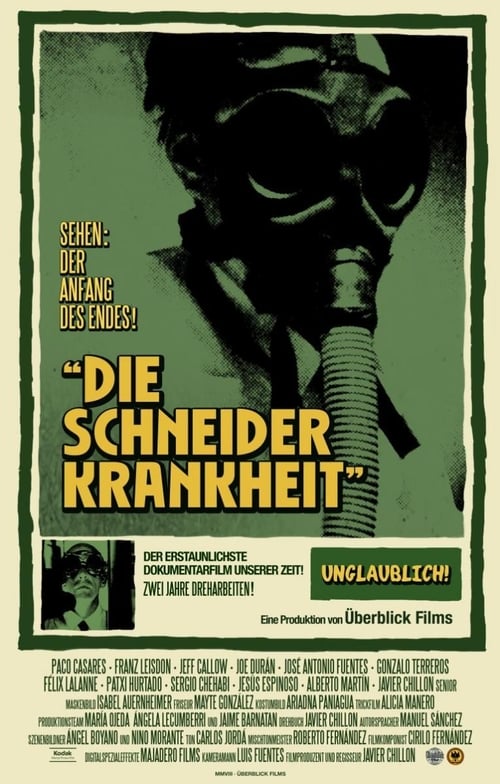 SEHEN:
DER
ANFANG
DES ENDES!
"DIE
SCHNEIDER
KRANKHEIT"
DER ERSTAUNLICHSTE
DOKUMENTARFILM UNSERER ZEIT!
ZWEI JAHRE DREHARBEITEN!
UNGLAUBLICH!
Eine Produktion von Überblick Films
PACO CASARES · FRANZ LEISDON · JEFF CALLOW · JOE DURÁN · JOSÉ ANTONIO FUENTES · GONZALO TERREROS
FÉLIX LALANNE · PATXI HURTADO · SERGIO CHEHABI · JESÚS ESPINOSO · ALBERTO MARTÍN · JAVIER CHILLON SENIOR
MASKENBILD ISABEL AUERNHEIMER FRISEUR MAYTE GONZÁLEZ KOSTÜMBILD ARIADNA PANIAGUA TRICKFILM ALICIA MANERO
PRODUKTIONSTEAM MARÍA OJEDA ÁNGELA LECUMBERRI UND JAIME BARNATAN DREHBUCH JAVIER CHILLON AUTORSPRACHER MANUEL SÁNCHEZ
SZENENBILDNER ÁNGEL BOYANO UND NINO MORANTE TON CARLOS JORDÁ MISCHTONMEISTER ROBERTO FERNÁNDEZ FILMKOMPONIST CIRILO FERNÁNDEZ
Kodak
DIGITALSPEZIALEFFEKTE MAJADERO FILMS KAMERAMANN LUIS FUENTES FILMPRODUZENT UND REGISSEUR JAVIER CHILLON
MMVIII · ÜBERBLICK FILMS